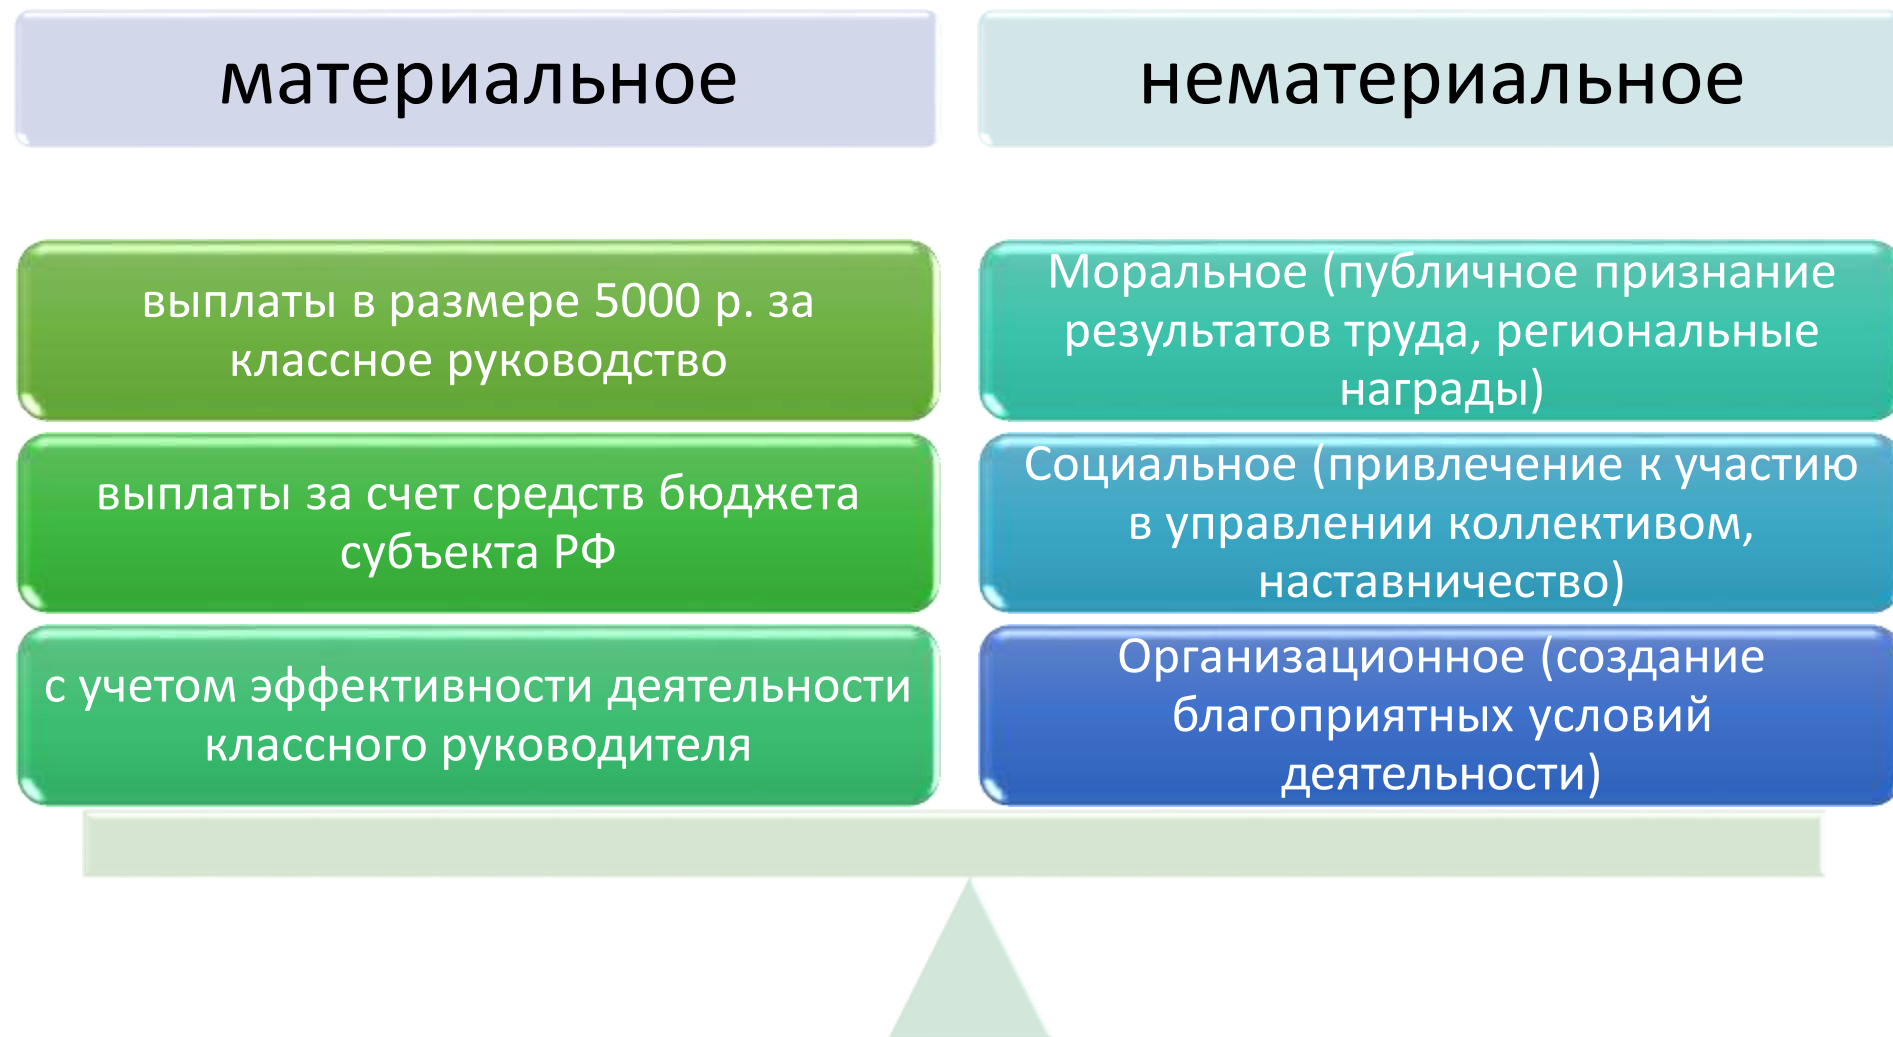 материальное
нематериальное
выплаты в размере 5000 р. за
классное руководство
выплаты за счет средств бюджета
субъекта РФ
с учетом эффективности деятельности
классного руководителя
Моральное (публичное признание
результатов труда, региональные
награды)
Социальное (привлечение к участию
в управлении коллективом,
наставничество)
Организационное (создание
благоприятных условий
деятельности)